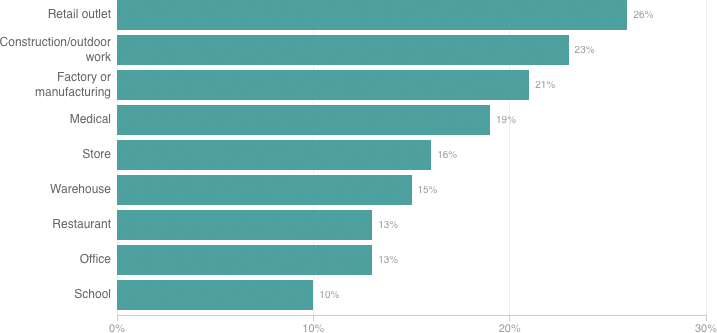 Retail outlet
26%
Construction/outdoor
work
23%
Factory or
manufacturing
21%
Medical
19%
Store
16%
Warehouse
15%
Restaurant
13%
Office
13%
School
10%
0%
10%
20%
30%